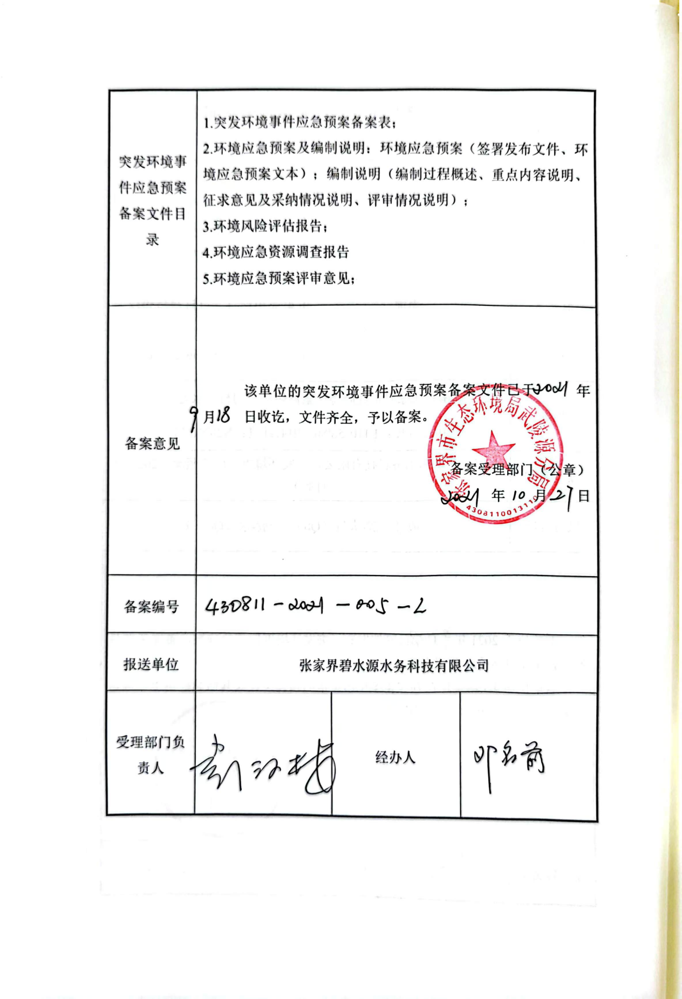 突发环境事
件应急预案
备案文件目
录
1.突发环境事件应急预案备案表；
2.环境应急预案及编制说明：环境应急预案（签署发布文件、环
境应急预案文本）；编制说明（编制过程概述、重点内容说明、
征求意见及采纳情况说明、评审情况说明）；
3.环境风险评估报告；
4.环境应急资源调查报告
5.环境应急预案评审意见；
备案意见
该单位的突发环境事件应急预案备案文件已于2021 年
9月18 日收讫，文件齐全，予以备案。
张家界市生态环境局武陵源分局
备案受理部门（公章）
2021 年 10 月 27日
4308110013110
备案编号
430811-2021-005-L
报送单位
张家界碧水源水务科技有限公司
受理部门负
责人
经办人
邓名前